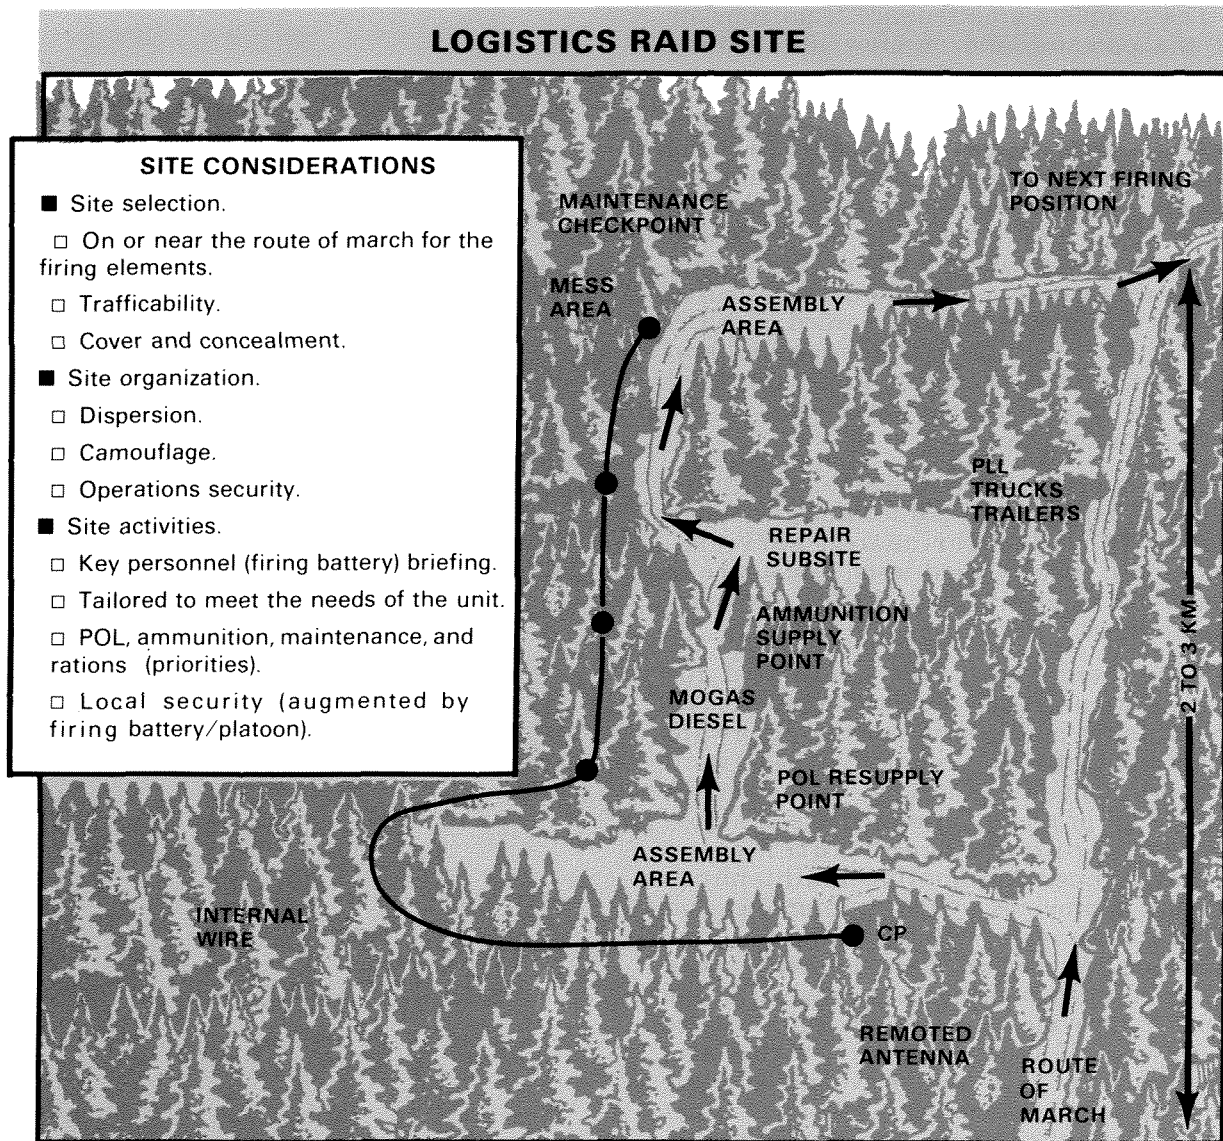 LOGISTICS RAID SITE
SITE CONSIDERATIONS
■ Site selection.
□ On or near the route of march for the
firing elements.
□ Trafficability.
□ Cover and concealment.
■ Site organization.
□ Dispersion.
□ Camouflage.
□ Operations security.
■ Site activities.
□ Key personnel (firing battery) briefing.
□ Tailored to meet the needs of the unit.
□ POL, ammunition, maintenance, and
rations (priorities).
□ Local security (augmented by
firing battery/platoon).
MAINTENANCE
CHECKPOINT
TO NEXT FIRING
POSITION
MESS
AREA
ASSEMBLY
AREA
PLL
TRUCKS
TRAILERS
REPAIR
SUBSITE
AMMUNITION
SUPPLY
POINT
MOGAS
DIESEL
2 TO 3 KM
POL RESUPPLY
POINT
ASSEMBLY
AREA
INTERNAL
WIRE
CP
REMOTED
ANTENNA
ROUTE
OF
MARCH